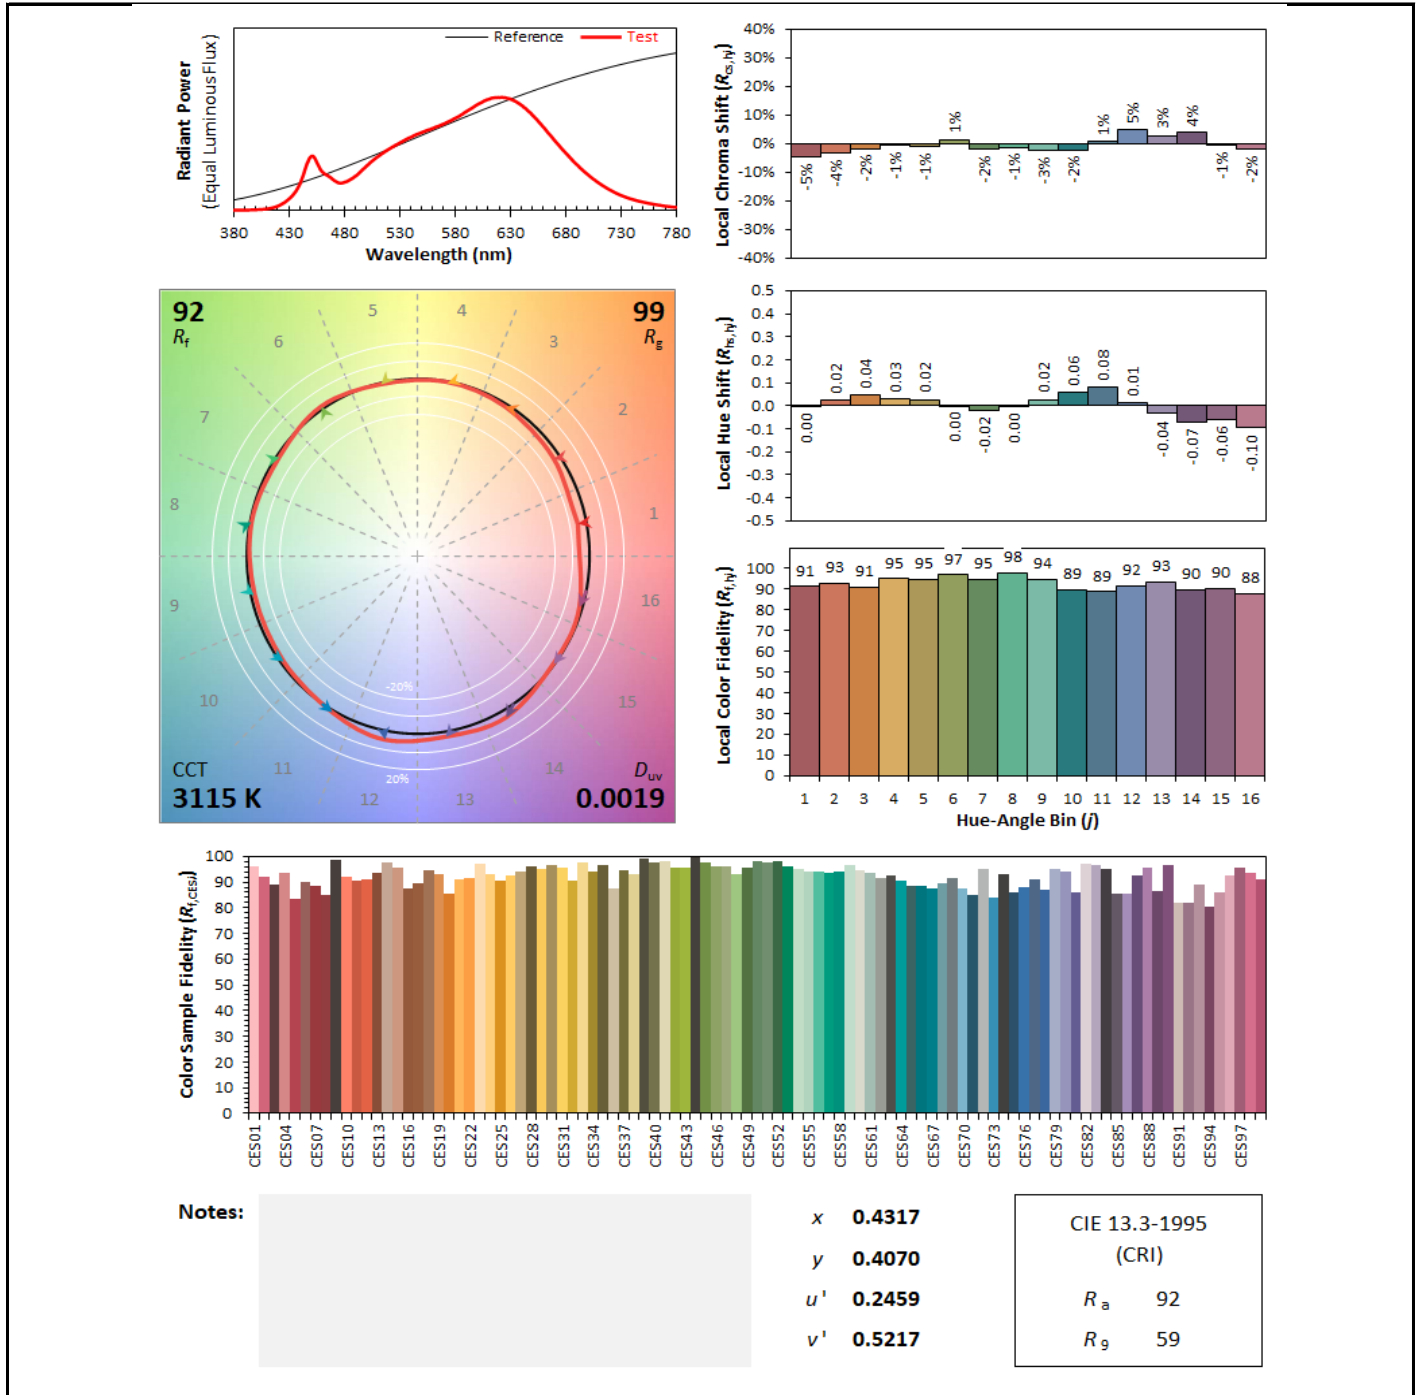 Radiant Power
(Equal Luminous Flux)
Reference
Test
380 430 480 530 580 630 680 730 780
Wavelength (nm)
Local Chroma Shift (Rcs,hj)
40%
30%
20%
10%
0%
-10%
-20%
-30%
-40%
-5% -4% -2% -1% -1% 1% -2% -1% -3% -2% 1% 5% 3% 4% -1% -2%
92
Rf
99
Rg
5 4
6 3
7 2
8 1
9 16
10 15
11 14
12 13
-20%
20%
CCT
3115 K
Duv
0.0019
Local Hue Shift (Rhs,hj)
0.5
0.4
0.3
0.2
0.1
0.0
-0.1
-0.2
-0.3
-0.4
-0.5
0.00 0.02 0.04 0.03 0.02 0.00 -0.02 0.00 0.02 0.06 0.08 0.01 -0.04 -0.07 -0.06 -0.10
Local Color Fidelity (Rf,hj)
100
90
80
70
60
50
40
30
20
10
0
91 93 91 95 95 97 95 98 94 89 89 92 93 90 90 88
1 2 3 4 5 6 7 8 9 10 11 12 13 14 15 16
Hue-Angle Bin (j)
Color Sample Fidelity (Rf,CESi)
100
90
80
70
60
50
40
30
20
10
0
CES01 CES04 CES07 CES10 CES13 CES16 CES19 CES22 CES25 CES28 CES31 CES34 CES37 CES40 CES43 CES46 CES49 CES52 CES55 CES58 CES61 CES64 CES67 CES70 CES73 CES76 CES79 CES82 CES85 CES88 CES91 CES94 CES97
Notes:
x 0.4317
y 0.4070
u' 0.2459
v' 0.5217
CIE 13.3-1995
(CRI)
Ra 92
R9 59